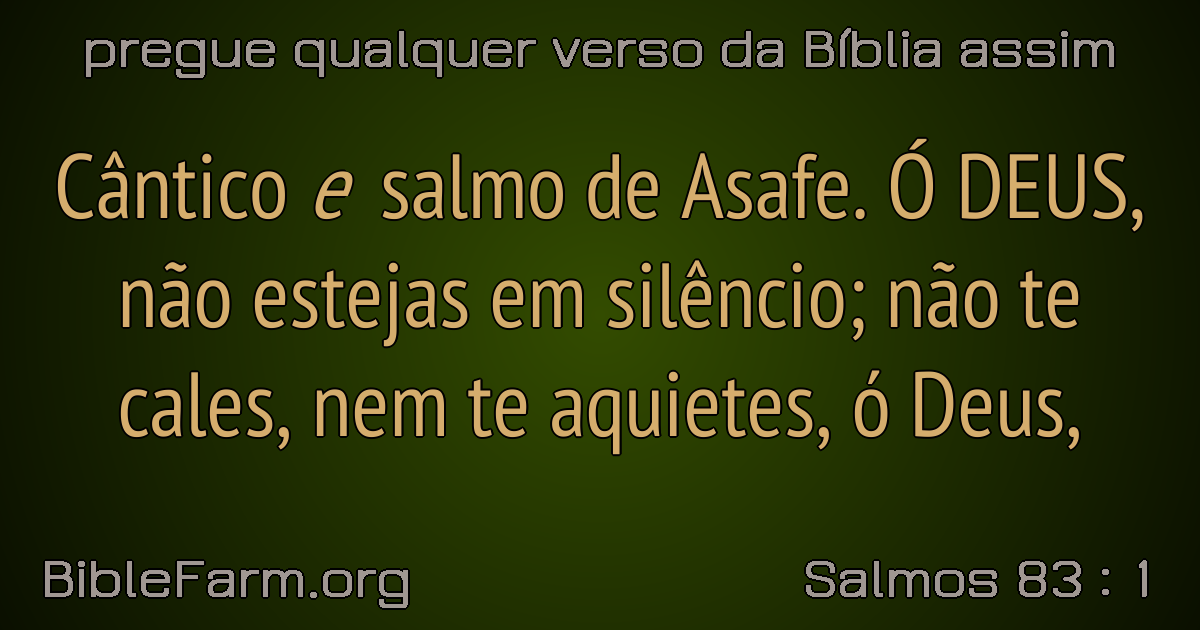 pregue qualquer verso da Bíblia assim
Cântico e salmo de Asafe. Ó DEUS,
não estejas em silêncio; não te
cales, nem te aquietes, ó Deus,
BibleFarm.org
Salmos 83 : 1